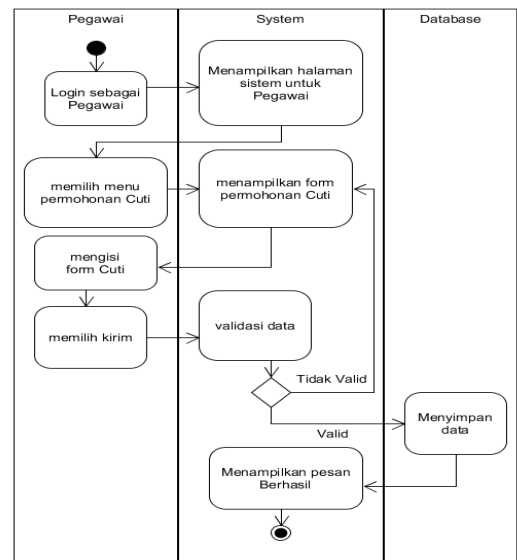 Pegawai
System
Database
Login sebagai
Pegawai
Menampilkan halaman
sistem untuk
Pegawai
memilih menu
permohonan Cuti
menampilkan form
permohonan Cuti
mengisi
form Cuti
memilih kirim
validasi data
Tidak Valid
Valid
Menyimpan
data
Menampilkan pesan
Berhasil